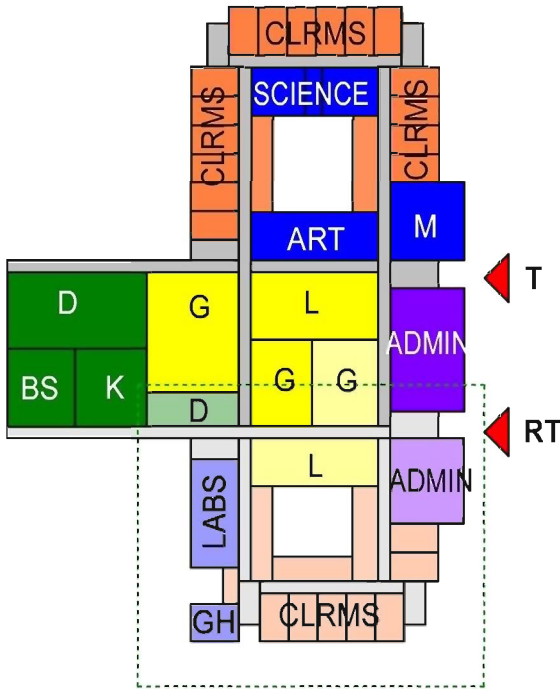 CLRMS
SCIENCE
CLRMS
CLRMS
ART
M
T
D
G
L
ADMIN
BS
K
G
G
D
RT
L
ADMIN
LABS
GH
CLRMS